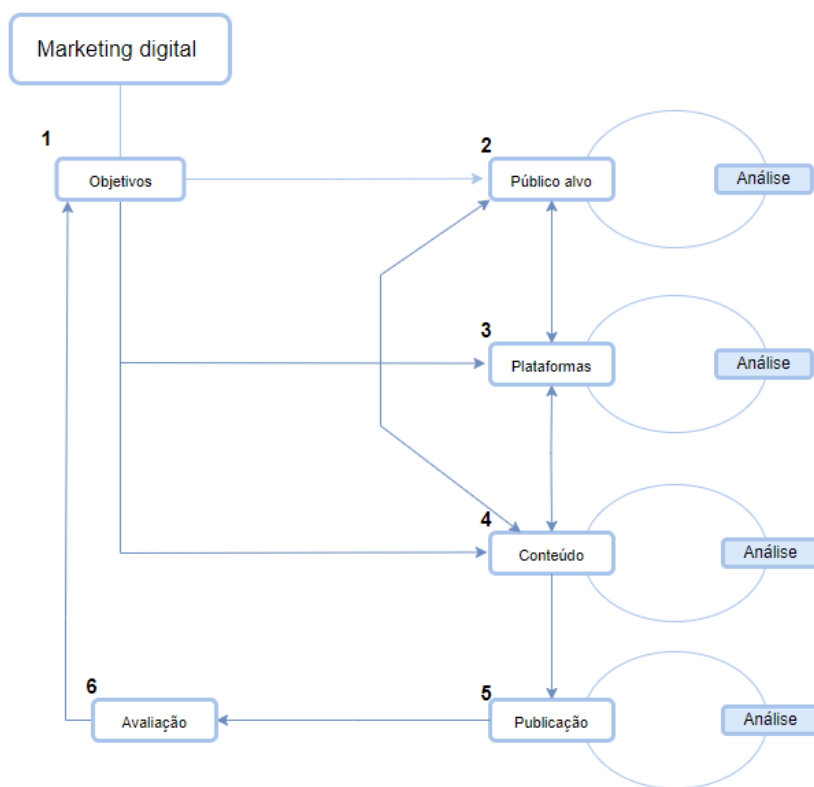 Marketing digital
1
Objetivos
2
Público alvo
Análise
3
Plataformas
Análise
4
Conteúdo
Análise
5
Publicação
Análise
6
Avaliação